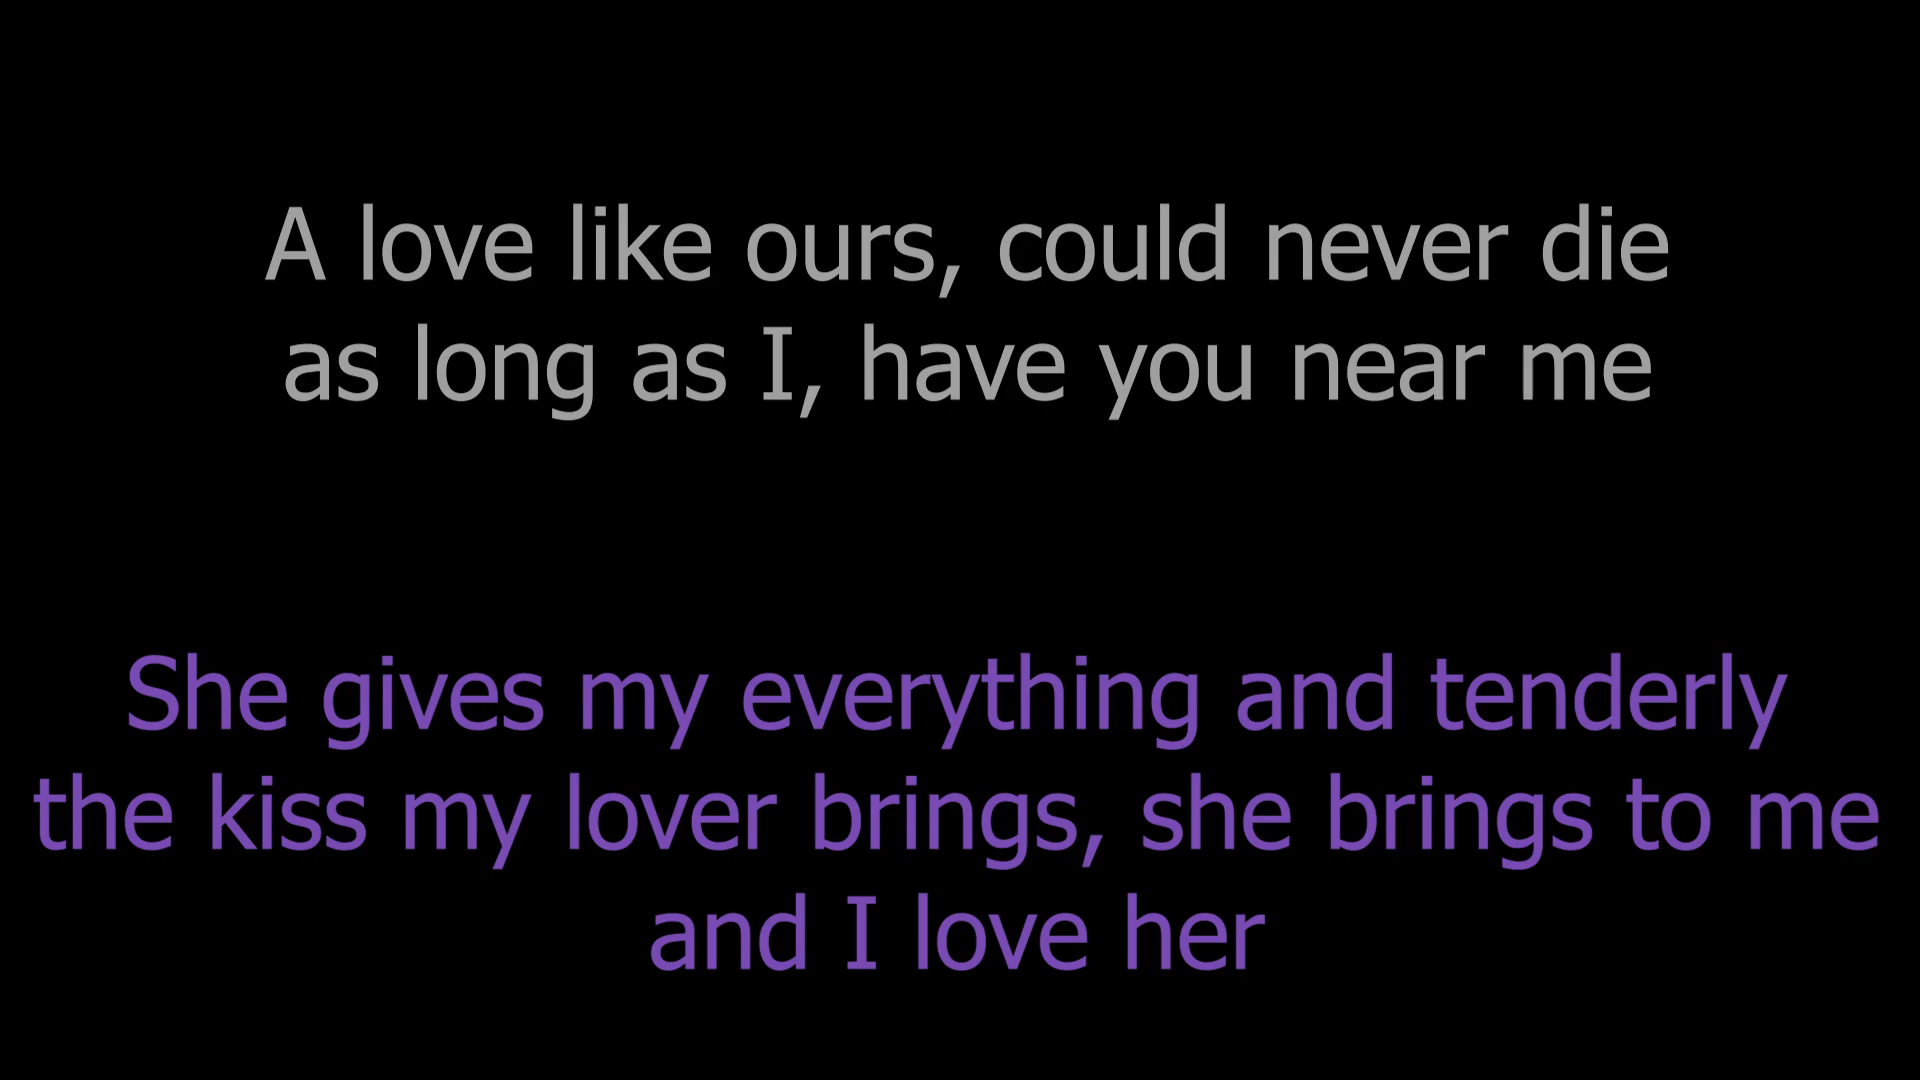 A love like ours, could never die
as long as I, have you near me
She gives my everything and tenderly
the kiss my lover brings, she brings to me
and I love her